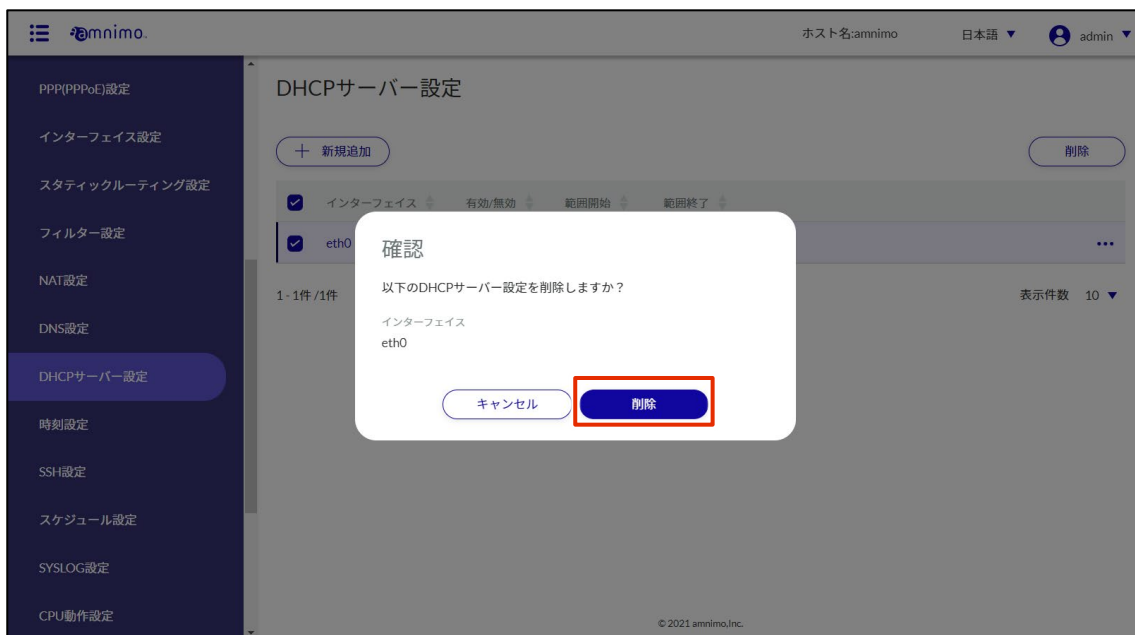 amnimo.
ホスト名:amnimo
日本語
admin
PPP(PPPoE)設定
インターフェイス設定
スタティックルーティング設定
フィルター設定
NAT設定
DNS設定
DHCPサーバー設定
時刻設定
SSH設定
スケジュール設定
SYSLOG設定
CPU動作設定
DHCPサーバー設定
+ 新規追加
削除
インターフェイス 有効/無効 範囲開始 範囲終了
eth0
1 - 1件 /1件
表示件数 10
確認
以下のDHCPサーバー設定を削除しますか？
インターフェイス
eth0
キャンセル 削除
© 2021 amnimo,Inc.